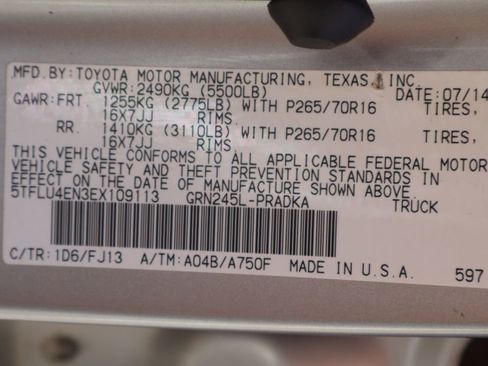 MFD.BY:TOYOTA MOTOR MANUFACTURING, TEXAS, INC.
GVWR:2490KG (5500LB) DATE:07/14
GAWR:FRT. 1255KG (2775LB) WITH P265/70R16 TIRES,
16X7JJ RIMS
RR. 1410KG (3110LB) WITH P265/70R16 TIRES,
16X7JJ RIMS
THIS VEHICLE CONFORMS TO ALL APPLICABLE FEDERAL MOTOR
VEHICLE SAFETY AND THEFT PREVENTION STANDARDS IN
EFFECT ON THE DATE OF MANUFACTURE SHOWN ABOVE.
5TFLU4EN3EX109113 GRN245L-PRADKA TRUCK
C/TR:1D6/FJ13 A/TM:A04B/A750F MADE IN U.S.A. 597